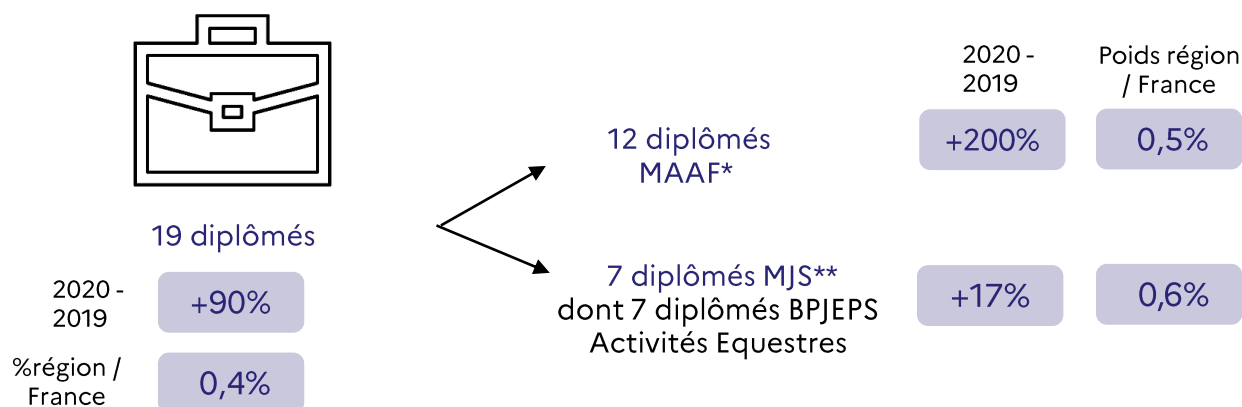 19 diplômés
2020 -
2019
+90%
%région /
France
0,4%
2020 -
2019
Poids région
/ France
12 diplômés
MAAF*
+200%
0,5%
7 diplômés MJS**
dont 7 diplômés BPJEPS
Activités Equestres
+17%
0,6%